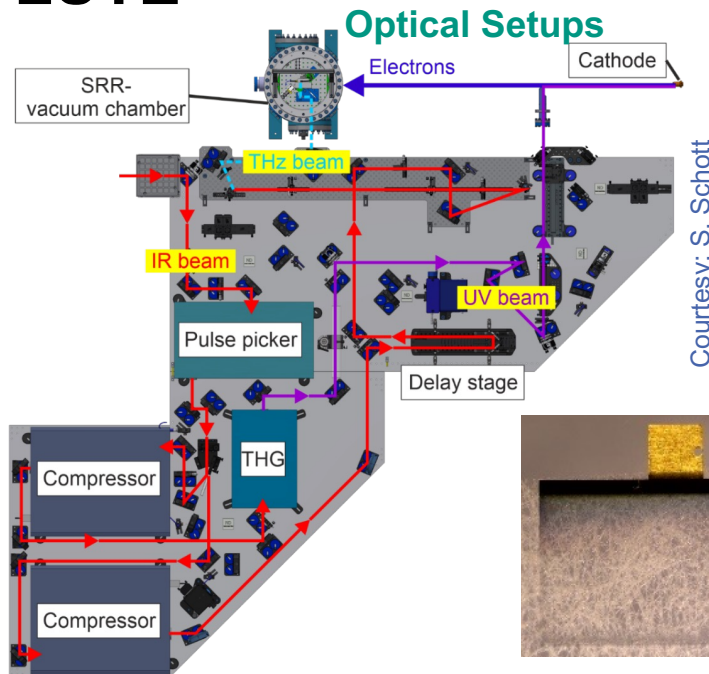 Optical Setups
SRR-
vacuum chamber
Electrons
Cathode
THz beam
IR beam
UV beam
Pulse picker
Delay stage
THG
Compressor
Compressor
Courtesy: S. Schott